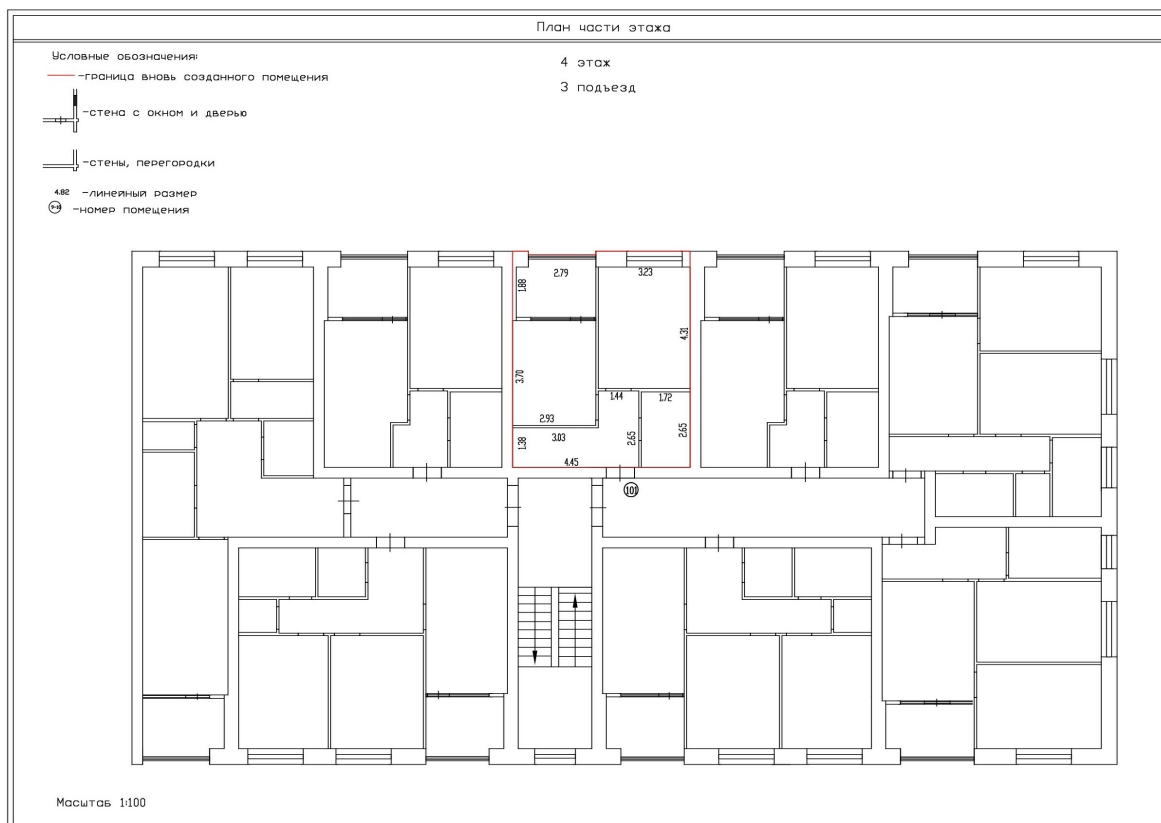 План части этажа
Условные обозначения:
-граница вновь созданного помещения
-стена с окном и дверью
-стены, перегородки
4.82 -линейный размер
-номер помещения
4 этаж
3 подъезд
2.79
3.23
1.88
4.31
3.70
1.44
1.72
2.93
1.38
3.03
2.65
2.65
4.45
101
Масштаб 1:100